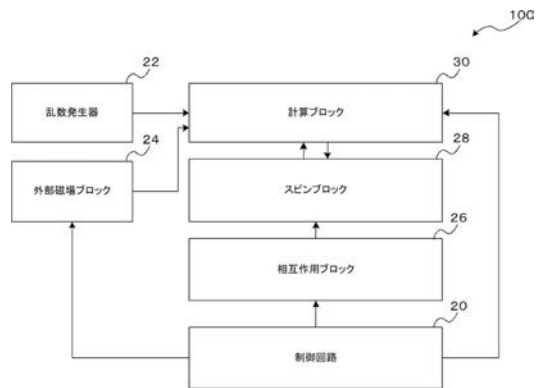 100
22
30
乱数発生器
計算ブロック
24
28
外部磁場ブロック
スピンブロック
26
相互作用ブロック
20
制御回路